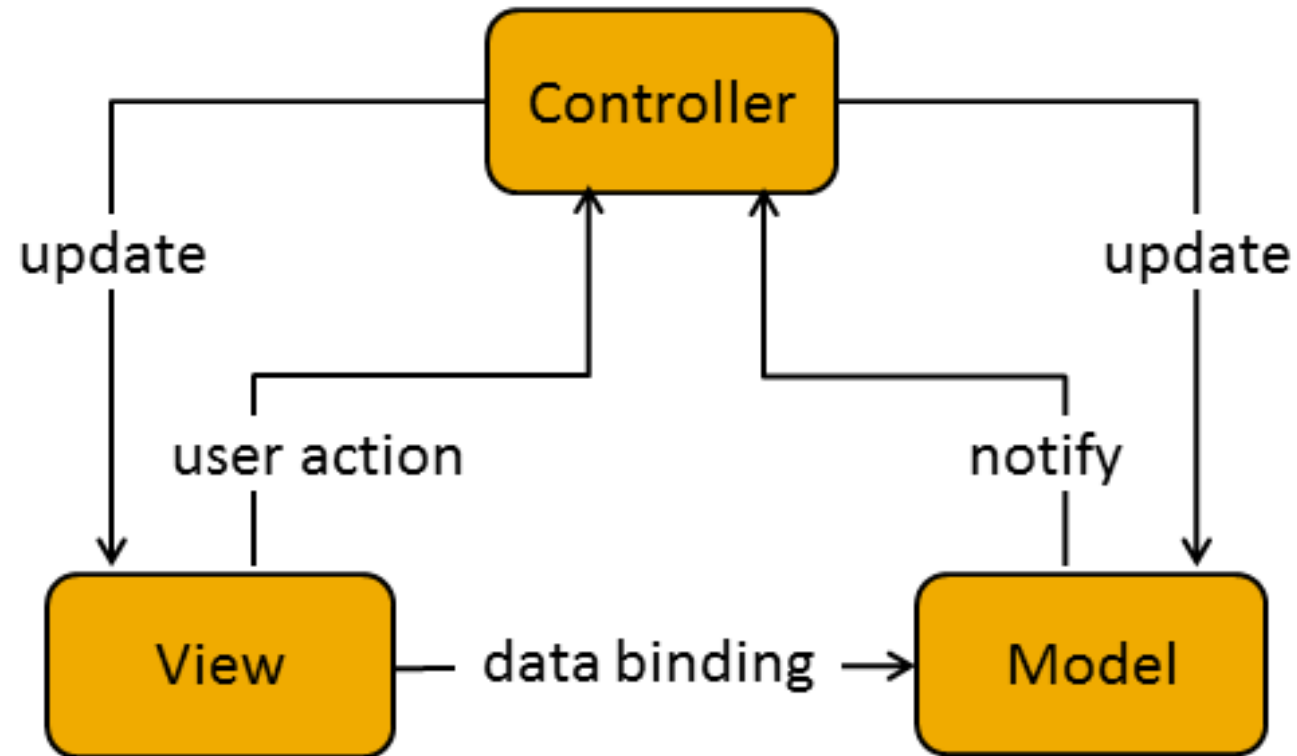 Controller
update
update
user action
notify
View
data binding
Model